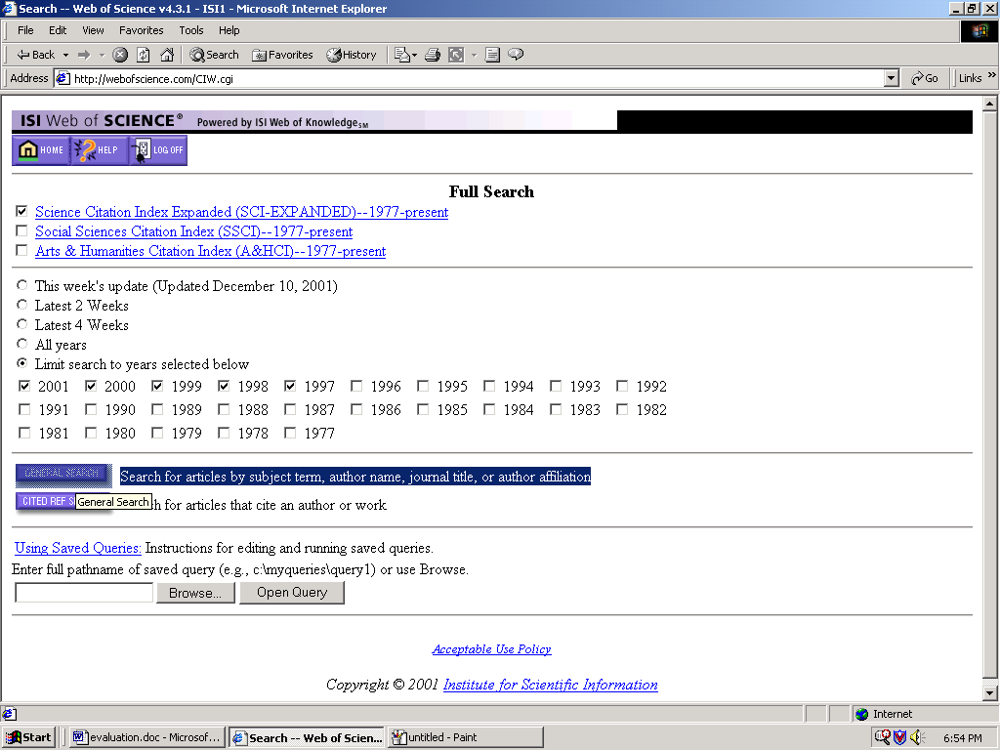 Search -- Web of Science v4.3.1 - ISI1 - Microsoft Internet Explorer
File Edit View Favorites Tools Help
Back Search Favorites History
Address http://webofscience.com/CIW.cgi Go Links »
ISI Web of SCIENCE® Powered by ISI Web of Knowledge SM
HOME HELP LOG OFF
Full Search
Science Citation Index Expanded (SCI-EXPANDED)--1977-present
Social Sciences Citation Index (SSCI)--1977-present
Arts & Humanities Citation Index (A&HCI)--1977-present
This week's update (Updated December 10, 2001)
Latest 2 Weeks
Latest 4 Weeks
All years
Limit search to years selected below
2001 2000 1999 1998 1997 1996 1995 1994 1993 1992
1991 1990 1989 1988 1987 1986 1985 1984 1983 1982
1981 1980 1979 1978 1977
GENERAL SEARCH Search for articles by subject term, author name, journal title, or author affiliation
CITED REF S General Search h for articles that cite an author or work
Using Saved Queries: Instructions for editing and running saved queries.
Enter full pathname of saved query (e.g., c:\myqueries\query1) or use Browse.
Browse... Open Query
Acceptable Use Policy
Copyright © 2001 Institute for Scientific Information
Internet
Start evaluation.doc - Microsof... Search -- Web of Scien... untitled - Paint 6:54 PM